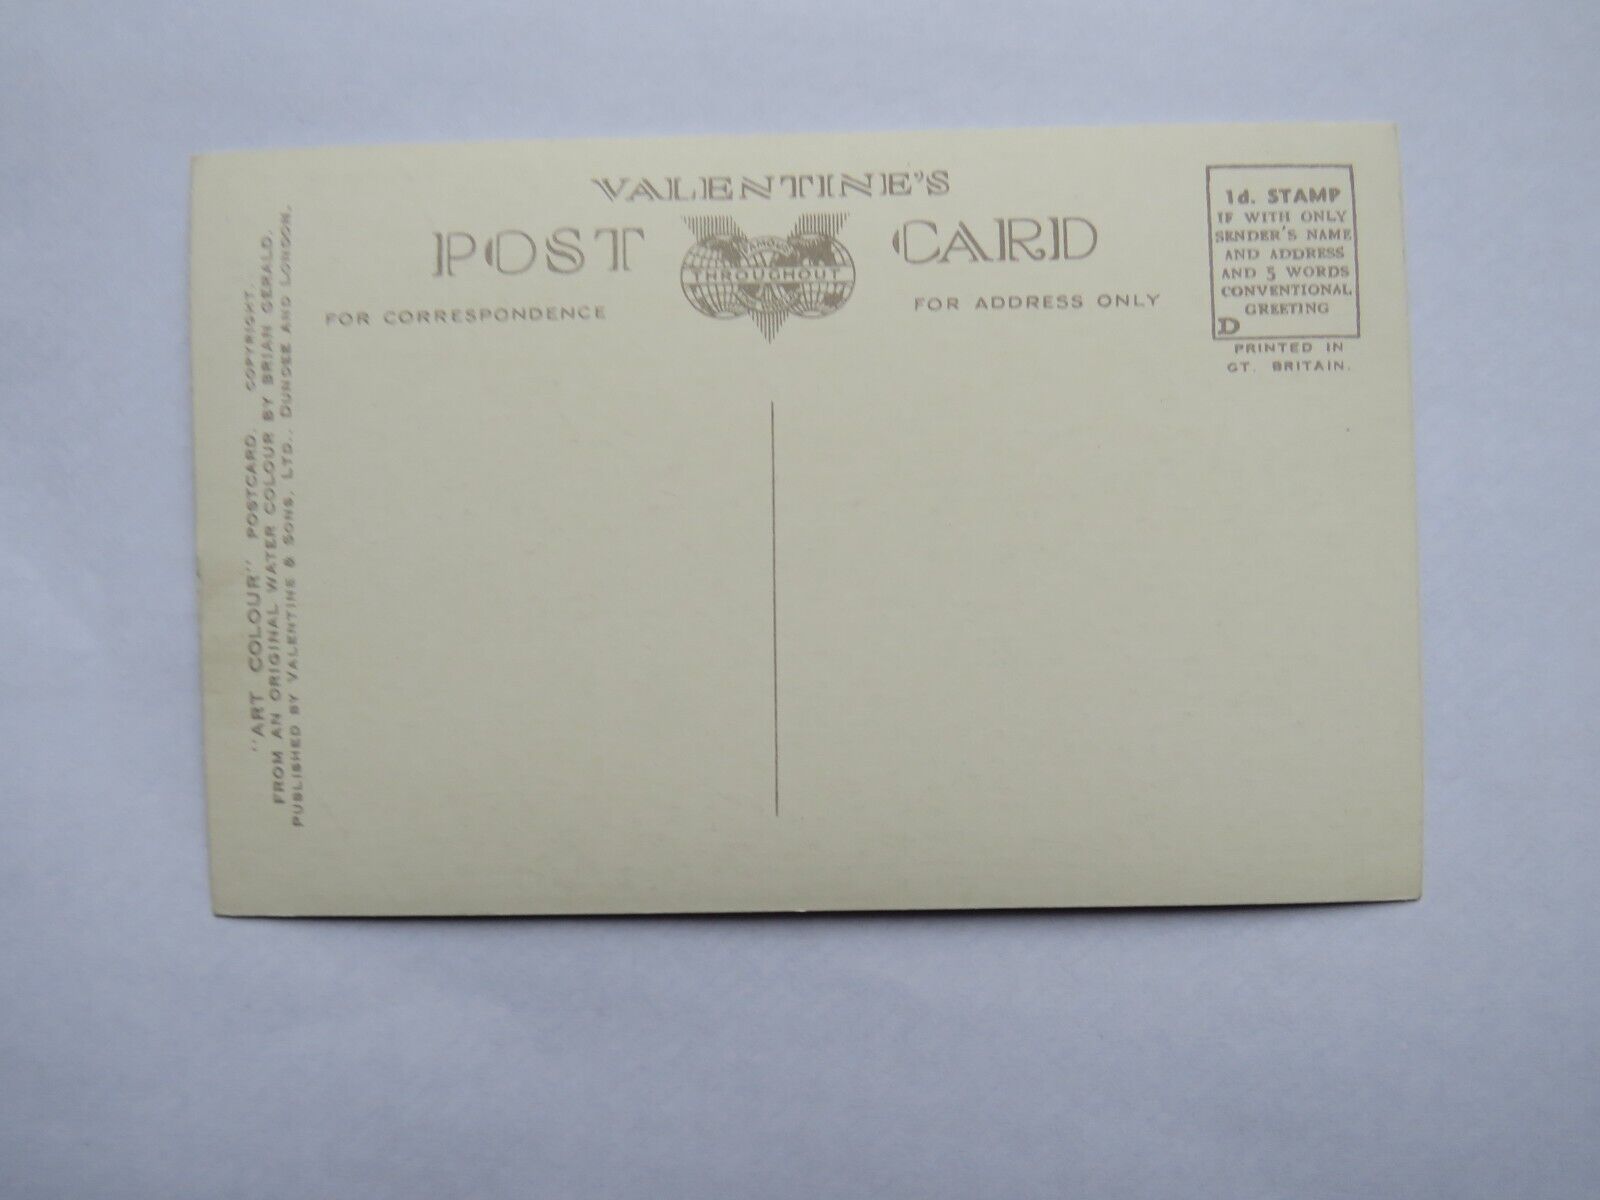 VALENTINE'S
POST CARD
FAMOUS
THROUGHOUT
FOR CORRESPONDENCE
FOR ADDRESS ONLY
1d. STAMP
IF WITH ONLY
SENDER'S NAME
AND ADDRESS
AND 5 WORDS
CONVENTIONAL
GREETING
D
PRINTED IN
GT. BRITAIN.
"ART COLOUR" POSTCARD. COPYRIGHT.
FROM AN ORIGINAL WATER COLOUR BY BRIAN GERALD.
PUBLISHED BY VALENTINE & SONS, LTD., DUNDEE AND LONDON.